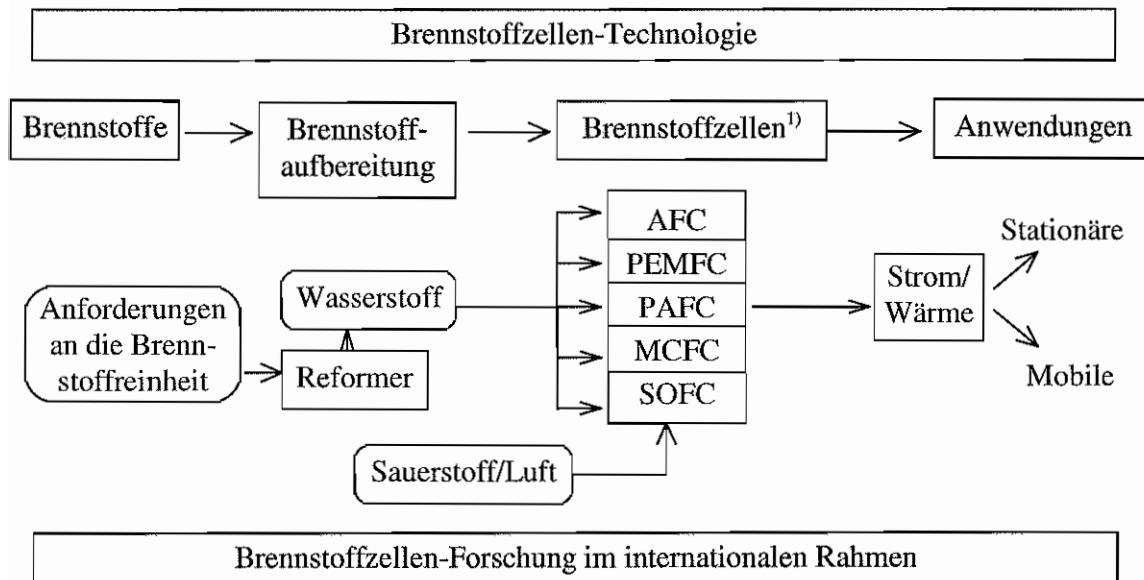 Brennstoffzellen-Technologie
Brennstoffe
Brennstoff-
aufbereitung
Brennstoffzellen1)
Anwendungen
Anforderungen
an die Brenn-
stoffreinheit
Wasserstoff
Reformer
AFC
PEMFC
PAFC
MCFC
SOFC
Sauerstoff/Luft
Strom/
Wärme
Stationäre
Mobile
Brennstoffzellen-Forschung im internationalen Rahmen